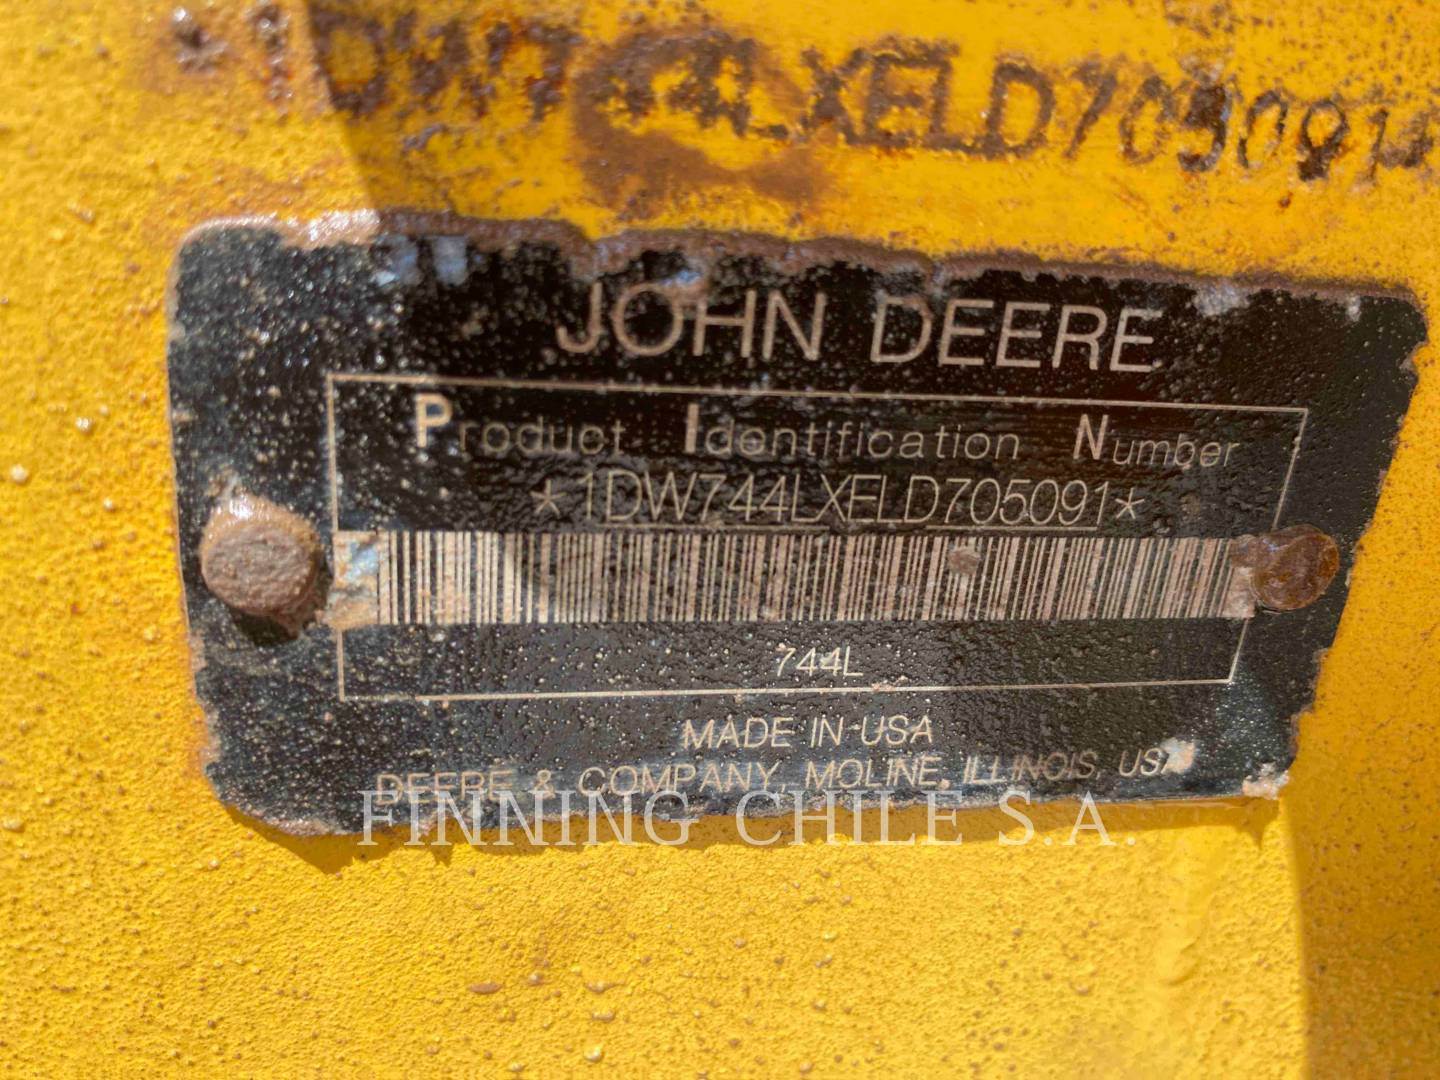 1DW744LXELD705091*
JOHN DEERE
Product Identification Number
*1DW744LXELD705091*
744L
MADE IN USA
DEERE & COMPANY, MOLINE, ILLINOIS, USA
FINNING CHILE S.A.